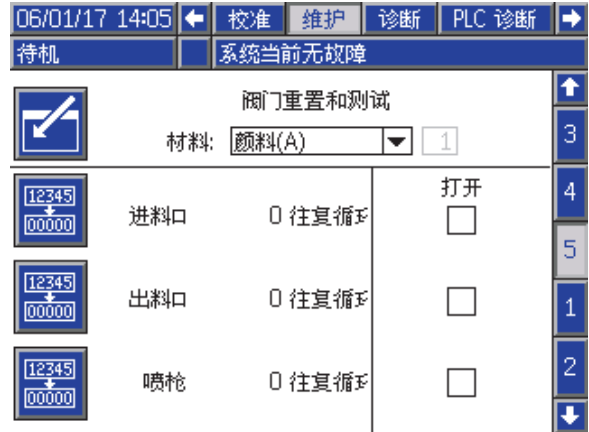 06/01/17 14:05 校准 维护 诊断 PLC 诊断
待机 系统当前无故障
阀门重置和测试
3
材料: 颜料(A) 1
打开
4
12345
00000
进料口 0 往复循环
5
12345
00000
出料口 0 往复循环
1
12345
00000
喷枪 0 往复循环
2